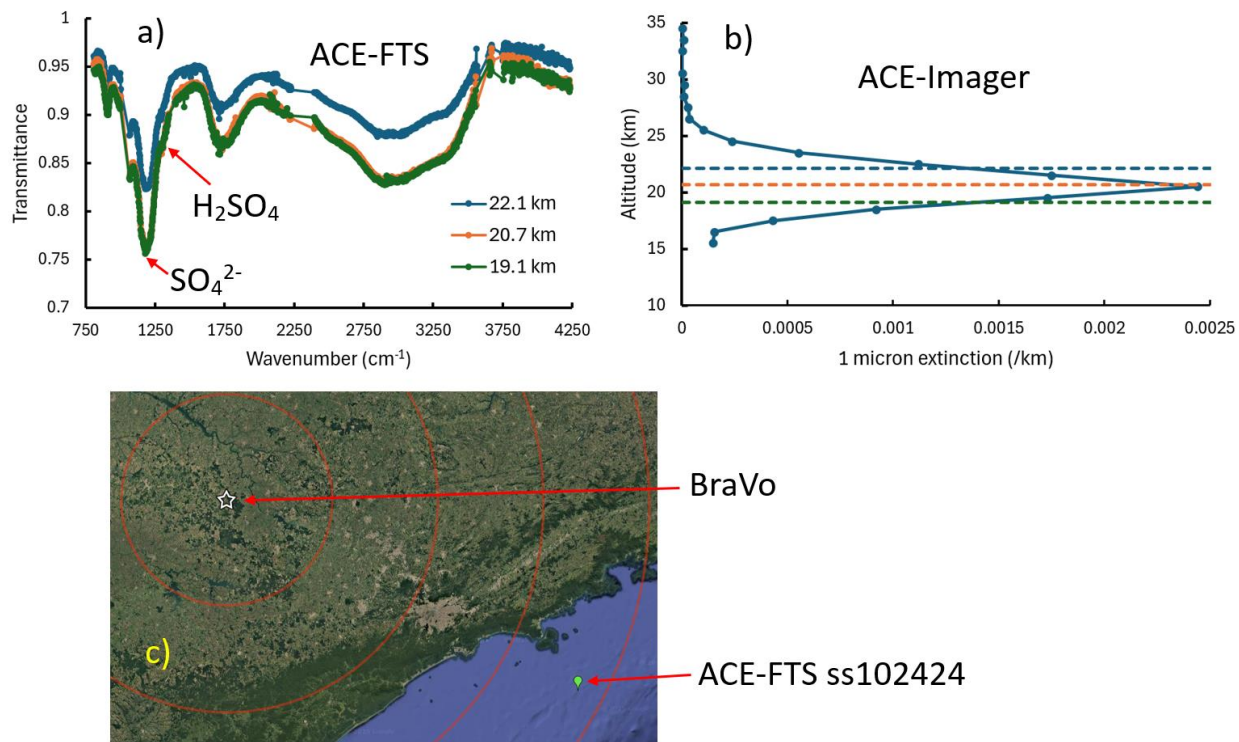 a)
ACE-FTS
Transmittance
1
0.95
0.9
0.85
0.8
0.75
0.7
H₂SO₄
SO₄²⁻
22.1 km
20.7 km
19.1 km
750 1250 1750 2250 2750 3250 3750 4250
Wavenumber (cm⁻¹)
b)
ACE-Imager
Altitude (km)
35
30
25
20
15
10
0 0.0005 0.001 0.0015 0.002 0.0025
1 micron extinction (/km)
BraVo
c)
ACE-FTS ss102424